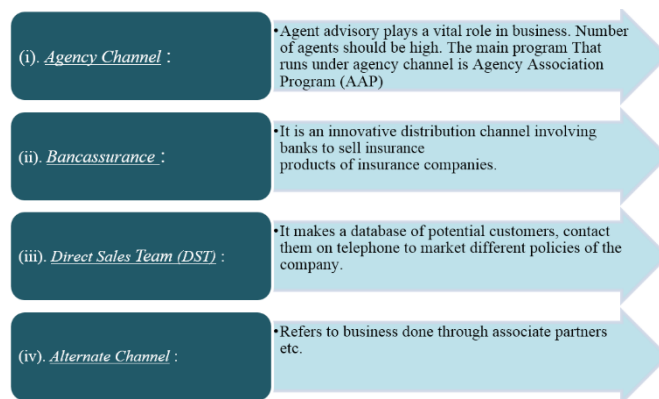 (i). Agency Channel :
•Agent advisory plays a vital role in business. Number
of agents should be high. The main program That
runs under agency channel is Agency Association
Program (AAP)
(ii). Bancassurance :
•It is an innovative distribution channel involving
banks to sell insurance
products of insurance companies.
(iii). Direct Sales Team (DST) :
•It makes a database of potential customers, contact
them on telephone to market different policies of the
company.
(iv). Alternate Channel :
•Refers to business done through associate partners
etc.